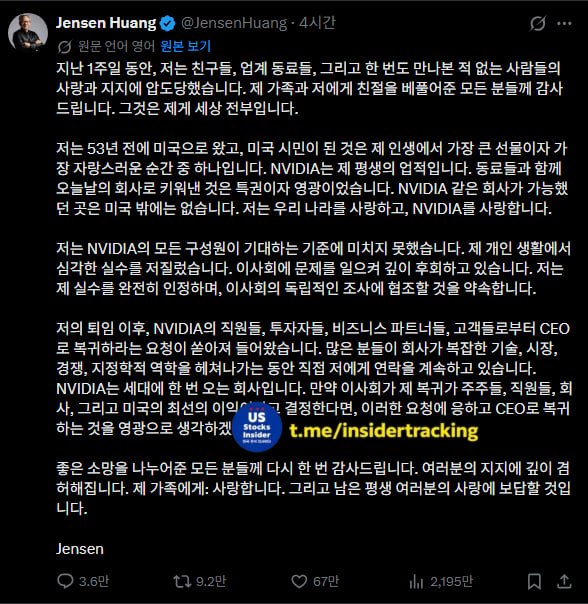 Jensen Huang @JensenHuang · 4시간
원문 언어 영어 원본 보기
지난 1주일 동안, 저는 친구들, 업계 동료들, 그리고 한 번도 만나본 적 없는 사람들의
사랑과 지지에 압도당했습니다. 제 가족과 저에게 친절을 베풀어준 모든 분들께 감사
드립니다. 그것은 제게 세상 전부입니다.
저는 53년 전에 미국으로 왔고, 미국 시민이 된 것은 제 인생에서 가장 큰 선물이자 가
장 자랑스러운 순간 중 하나입니다. NVIDIA는 제 평생의 업적입니다. 동료들과 함께
오늘날의 회사로 키워낸 것은 특권이자 영광이었습니다. NVIDIA 같은 회사가 가능했
던 곳은 미국 밖에는 없습니다. 저는 우리 나라를 사랑하고, NVIDIA를 사랑합니다.
저는 NVIDIA의 모든 구성원이 기대하는 기준에 미치지 못했습니다. 제 개인 생활에서
심각한 실수를 저질렀습니다. 이사회에 문제를 일으켜 깊이 후회하고 있습니다. 저는
제 실수를 완전히 인정하며, 이사회의 독립적인 조사에 협조할 것을 약속합니다.
저의 퇴임 이후, NVIDIA의 직원들, 투자자들, 비즈니스 파트너들, 고객들로부터 CEO
로 복귀하라는 요청이 쏟아져 들어왔습니다. 많은 분들이 회사가 복잡한 기술, 시장,
경쟁, 지정학적 역학을 헤쳐나가는 동안 직접 저에게 연락을 계속하고 있습니다.
NVIDIA는 세대에 한 번 오는 회사입니다. 만약 이사회가 제 복귀가 주주들, 직원들, 회
사, 그리고 미국의 최선의 결정한다면, 이러한 요청에 응하고 CEO로 복귀
하는 것을 영광으로
US Stocks Insider
t.me/insidertracking
좋은 소망을 나누어준 모든 분들께 다시 한 번 감사드립니다. 여러분의 지지에 깊이 겸
허해집니다. 제 가족에게: 사랑합니다. 그리고 남은 평생 여러분의 사랑에 보답할 것입
니다.
Jensen
3.6만 9.2만 67만 2,195만